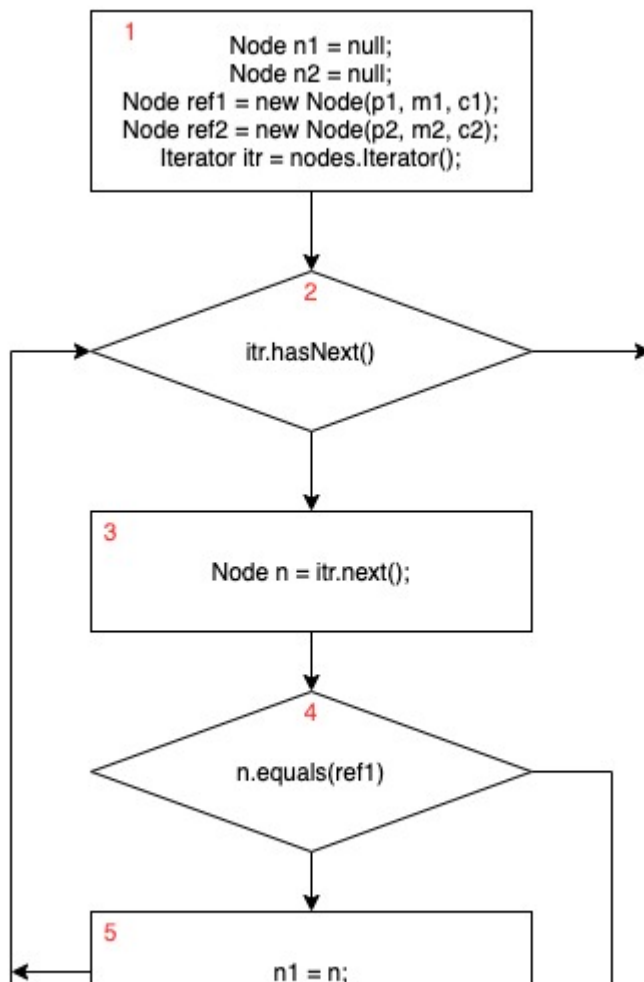 1
Node n1 = null;
Node n2 = null;
Node ref1 = new Node(p1, m1, c1);
Node ref2 = new Node(p2, m2, c2);
Iterator itr = nodes.Iterator();
2
itr.hasNext()
3
Node n = itr.next();
4
n.equals(ref1)
5
n1 = n;